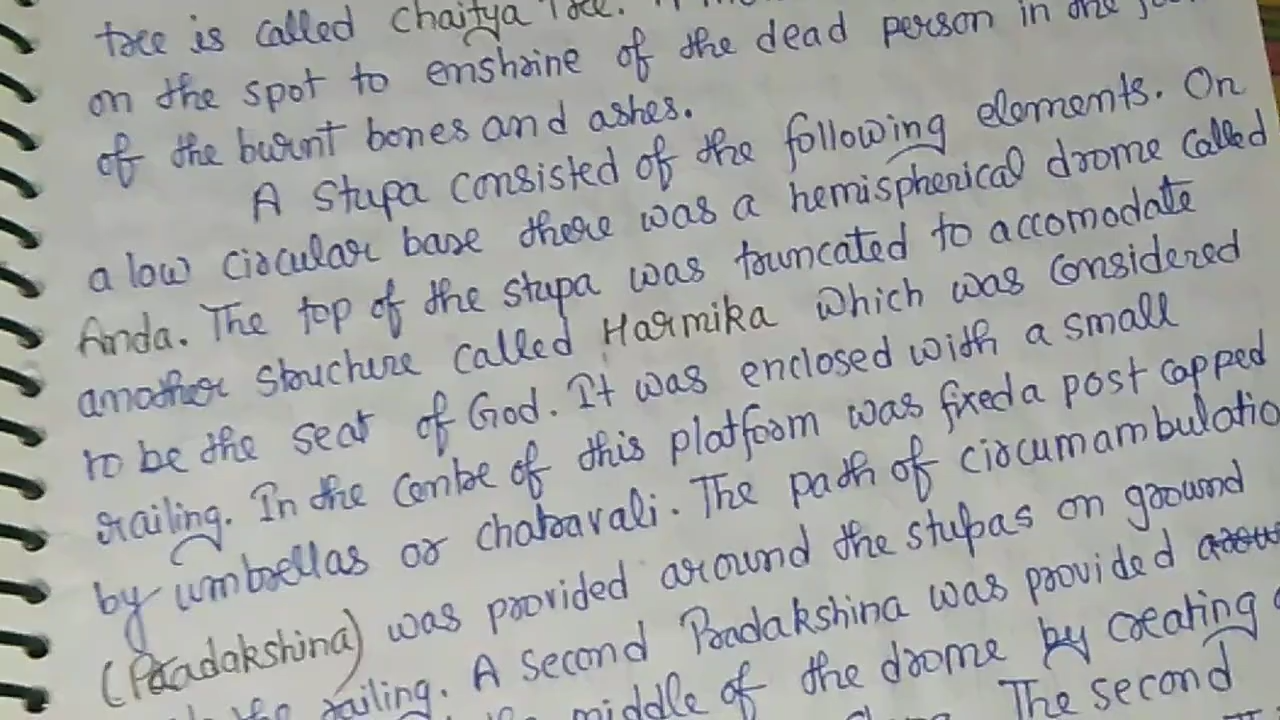 tree is called Chaitya Tree.
on the spot to enshrine of the dead person in the
of the burnt bones and ashes.
A Stupa consisted of the following elements. On
a low circular base there was a hemispherical drome called
Anda. The top of the stupa was truncated to accomodate
another structure called Harmika which was considered
to be the seat of God. It was enclosed with a small
railing. In the centre of this platform was fixed a post capped
by umbrellas or chatravali. The path of circumambulatio
(Pradakshina) was provided around the stupas on ground
railing. A second Pradakshina was provided
middle of the drome by creating
The second